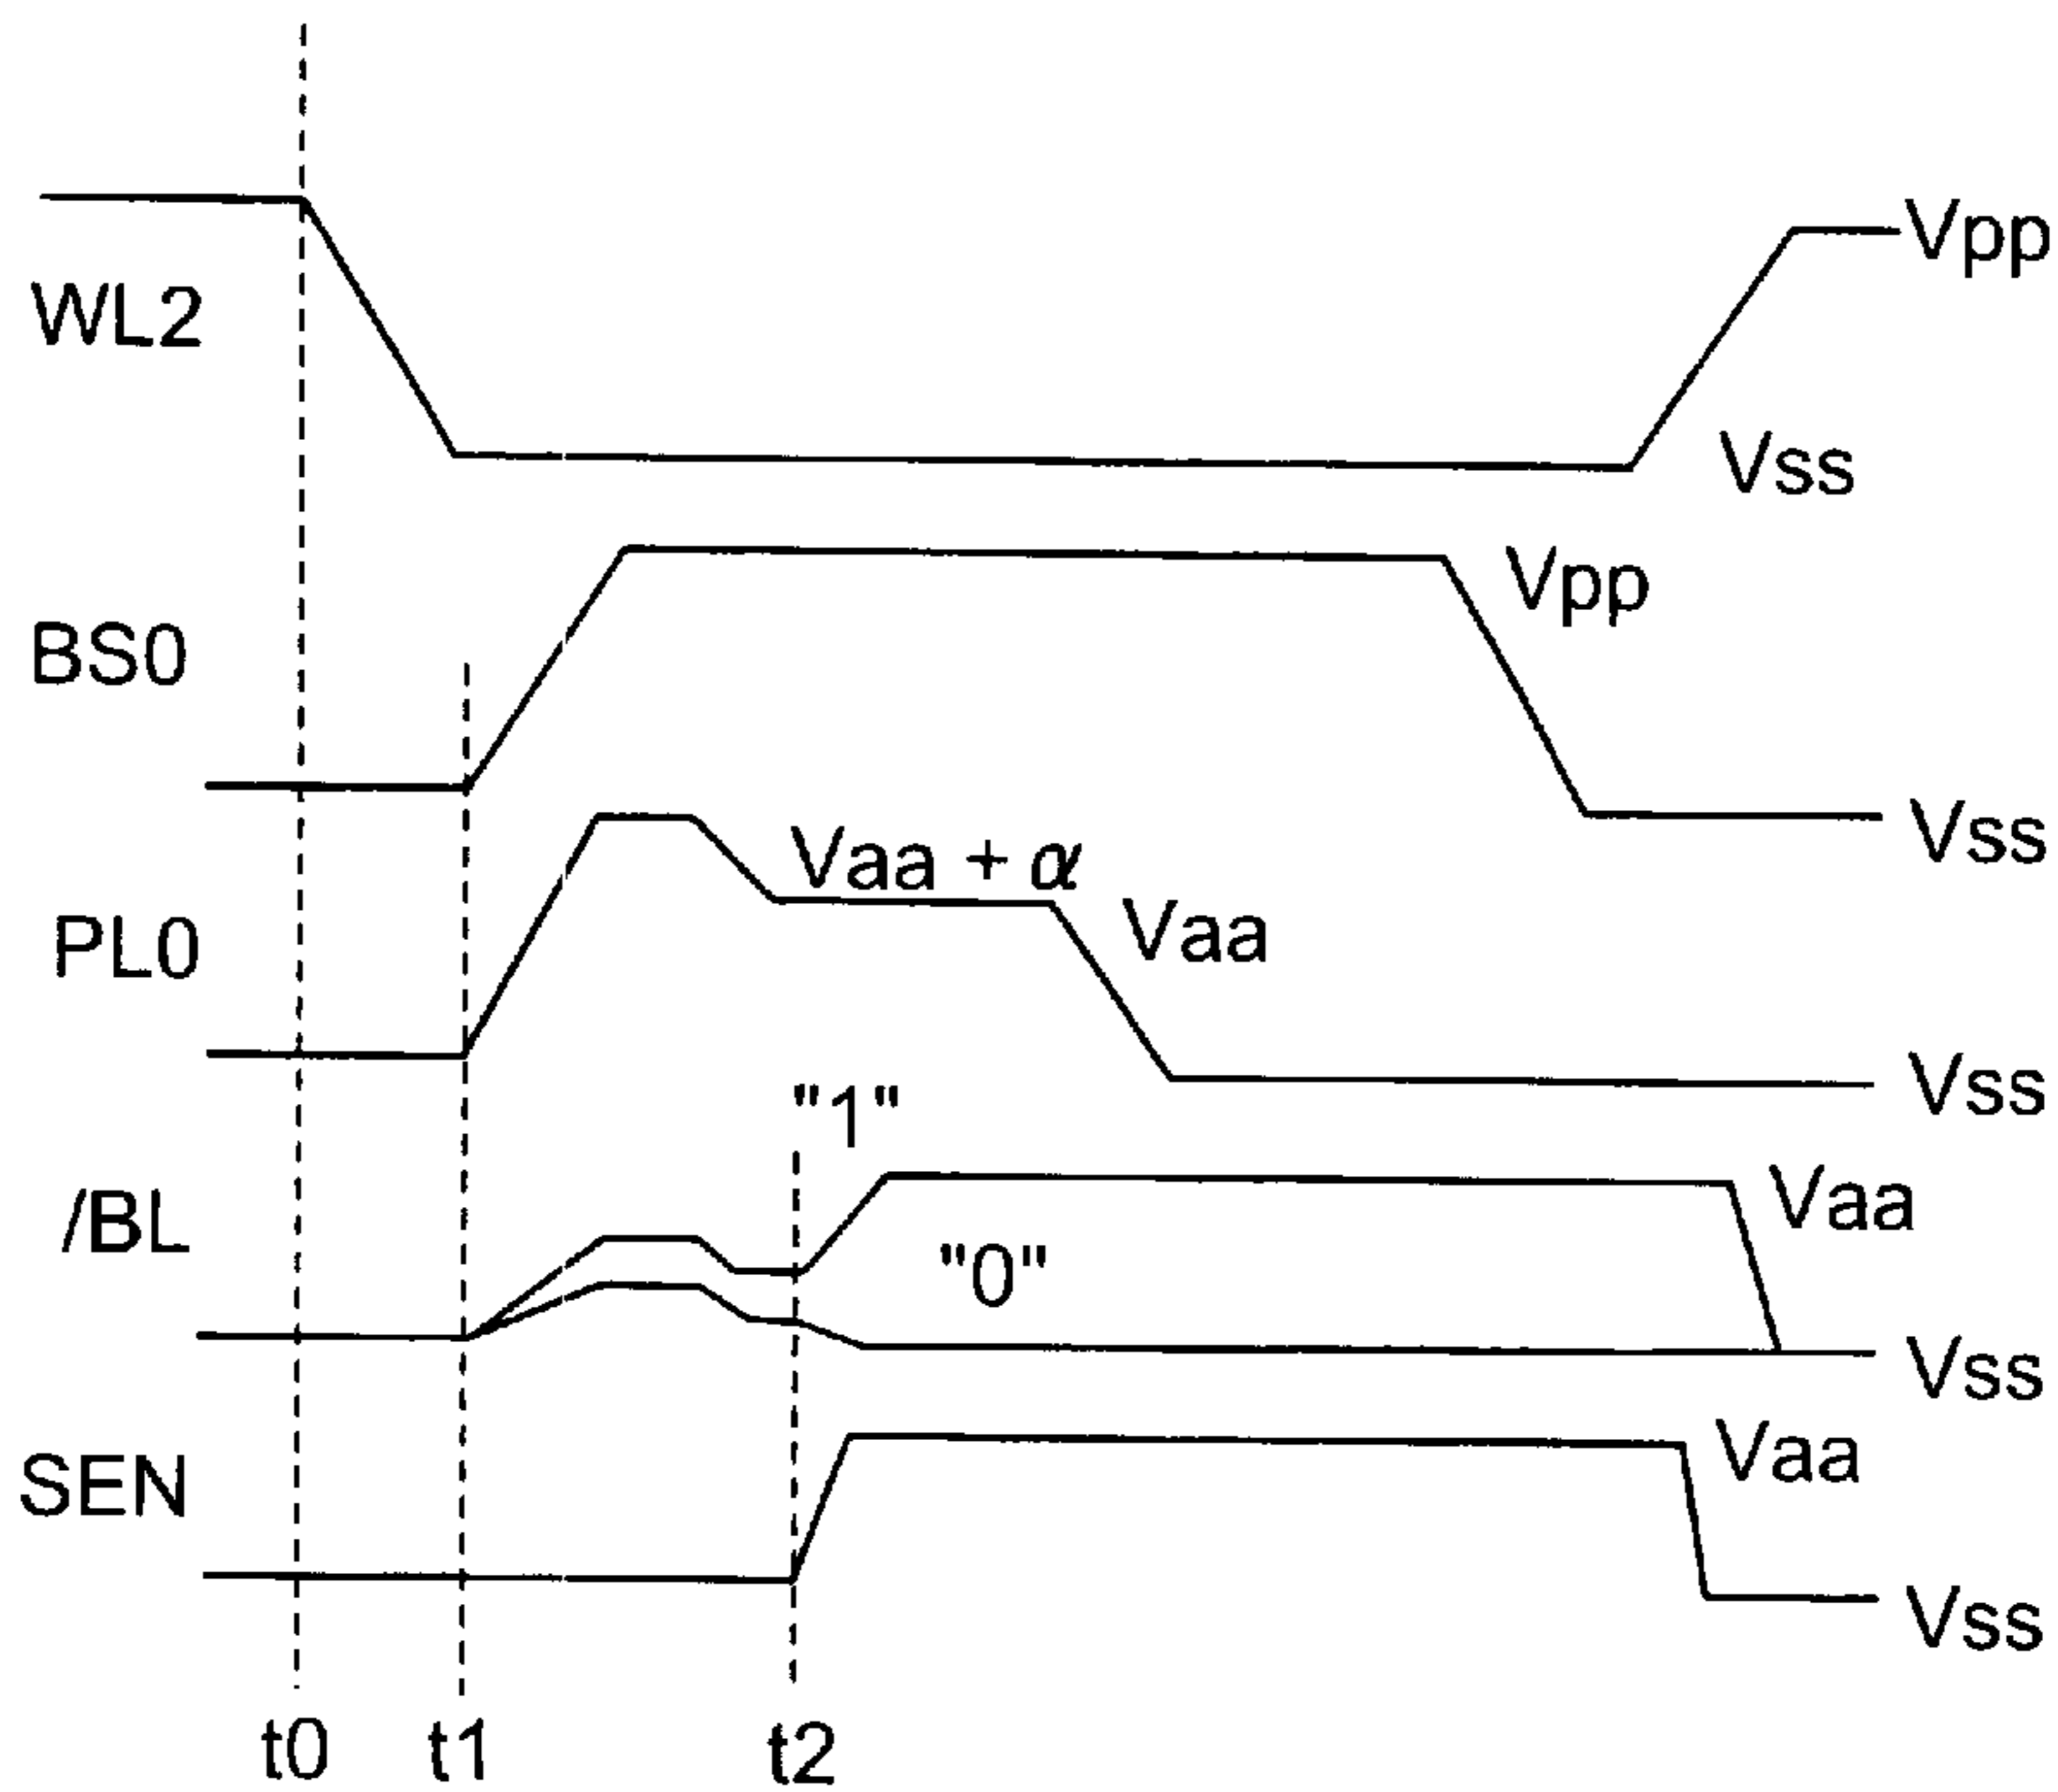 Vpp
WL2
Vss
Vpp
BS0
Vss
Vaa + α
PL0
Vaa
Vss
"1"
/BL
Vaa
"0"
Vss
SEN
Vaa
Vss
t0 t1 t2